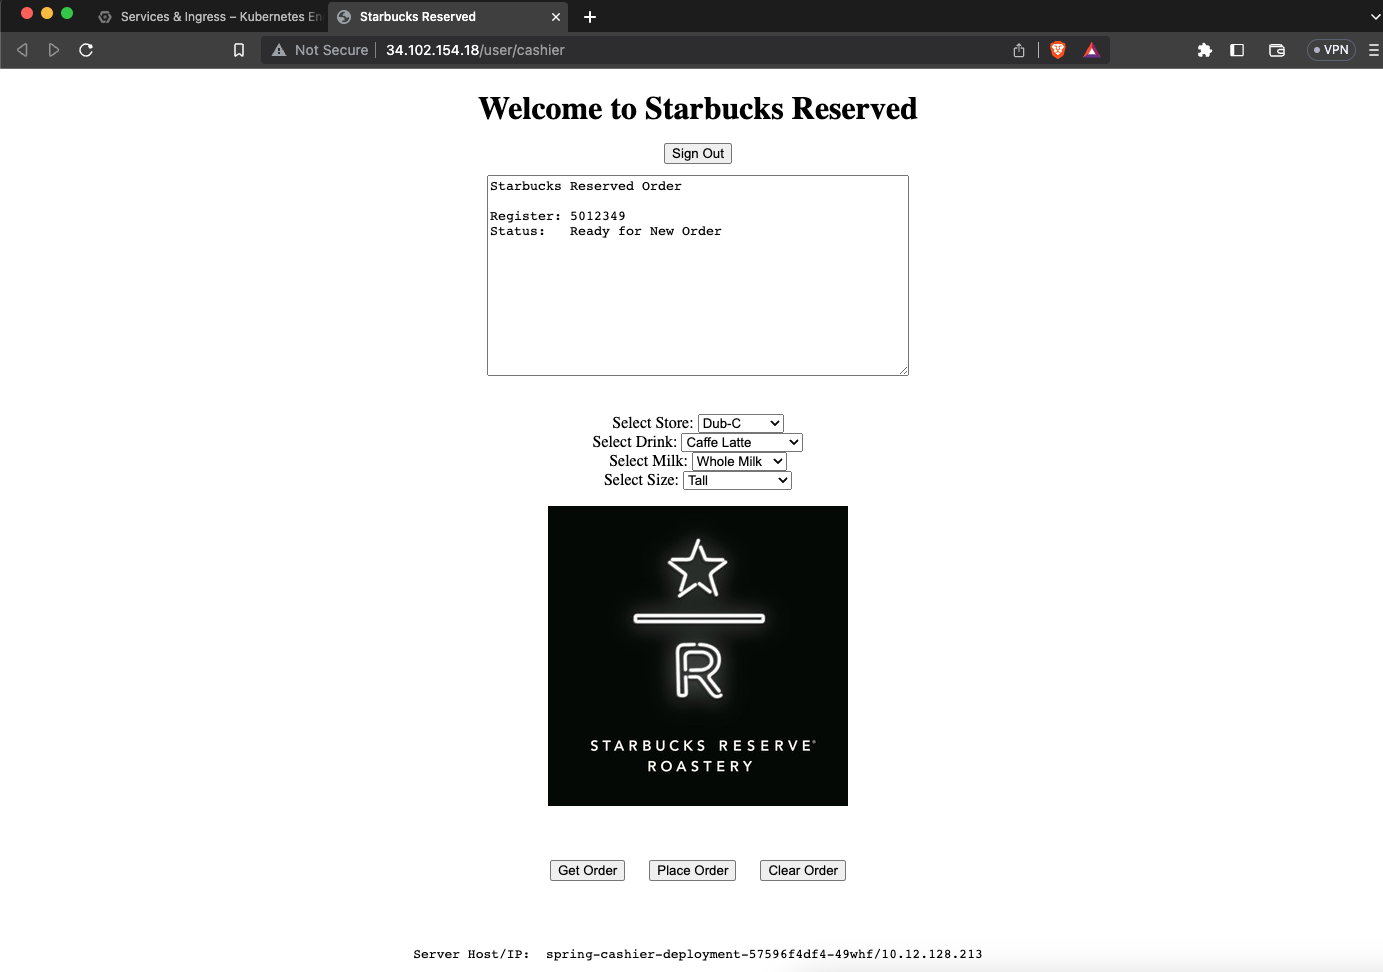 Services & Ingress – Kubernetes En
Starbucks Reserved
Not Secure
34.102.154.18/user/cashier
VPN
Welcome to Starbucks Reserved
Sign Out
Starbucks Reserved Order
Register: 5012349
Status: Ready for New Order
Select Store: Dub-C
Select Drink: Caffe Latte
Select Milk: Whole Milk
Select Size: Tall
R
STARBUCKS RESERVE®
ROASTERY
Get Order Place Order Clear Order
Server Host/IP: spring-cashier-deployment-57596f4df4-49whf/10.12.128.213